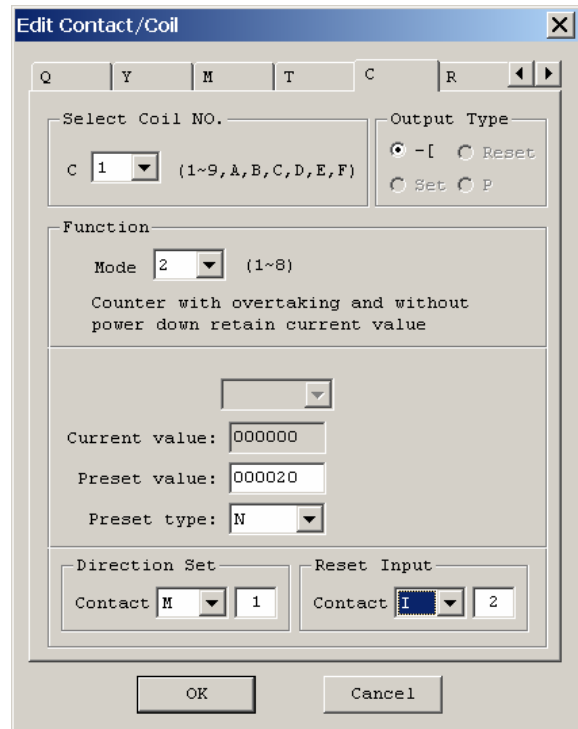 Edit Contact/Coil
Q Y M T C R
Select Coil NO.
C 1 (1~9,A,B,C,D,E,F)
Output Type
-[ Reset
Set P
Function
Mode 2 (1~8)
Counter with overtaking and without
power down retain current value
Current value: 000000
Preset value: 000020
Preset type: N
Direction Set
Contact M 1
Reset Input
Contact I 2
OK Cancel